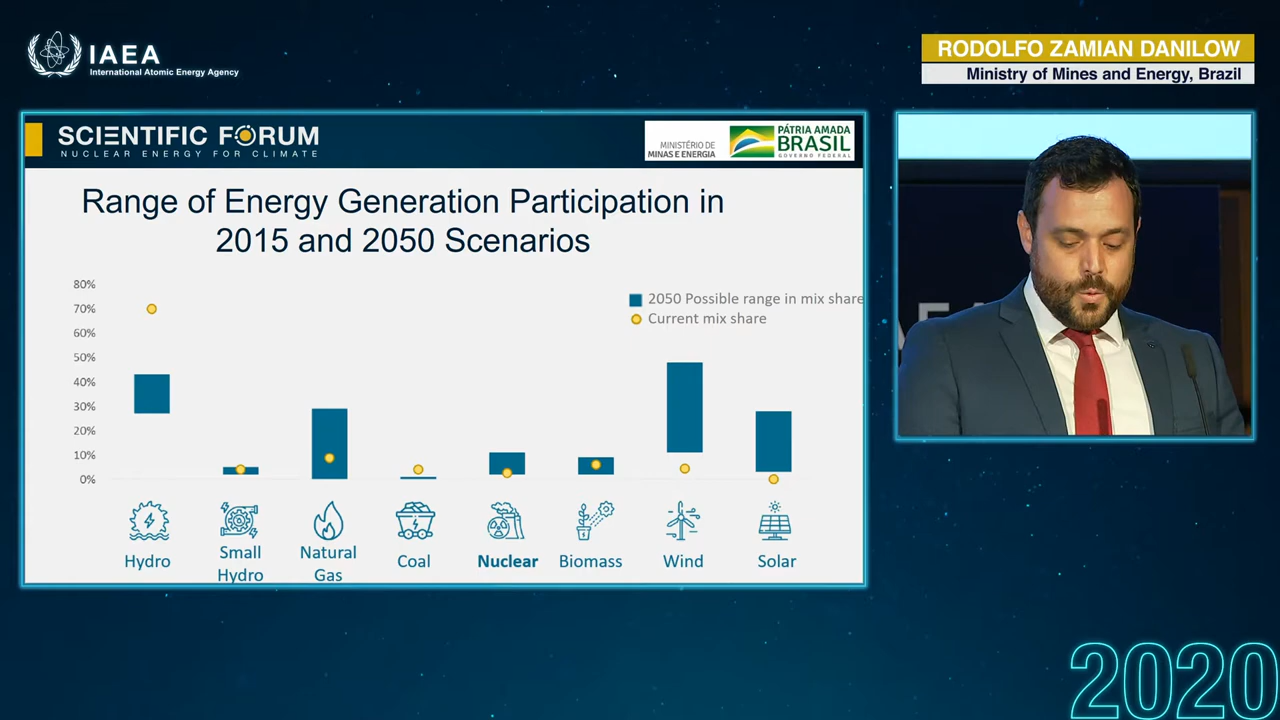 IAEA
International Atomic Energy Agency
RODOLFO ZAMIAN DANILOW
Ministry of Mines and Energy, Brazil
SCIENTIFIC FORUM
NUCLEAR ENERGY FOR CLIMATE
MINISTÉRIO DE
MINAS E ENERGIA
PÁTRIA AMADA
BRASIL
GOVERNO FEDERAL
Range of Energy Generation Participation in
2015 and 2050 Scenarios
80%
70%
60%
50%
40%
30%
20%
10%
0%
2050 Possible range in mix share
Current mix share
Hydro
Small
Hydro
Natural
Gas
Coal
Nuclear
Biomass
Wind
Solar
2020